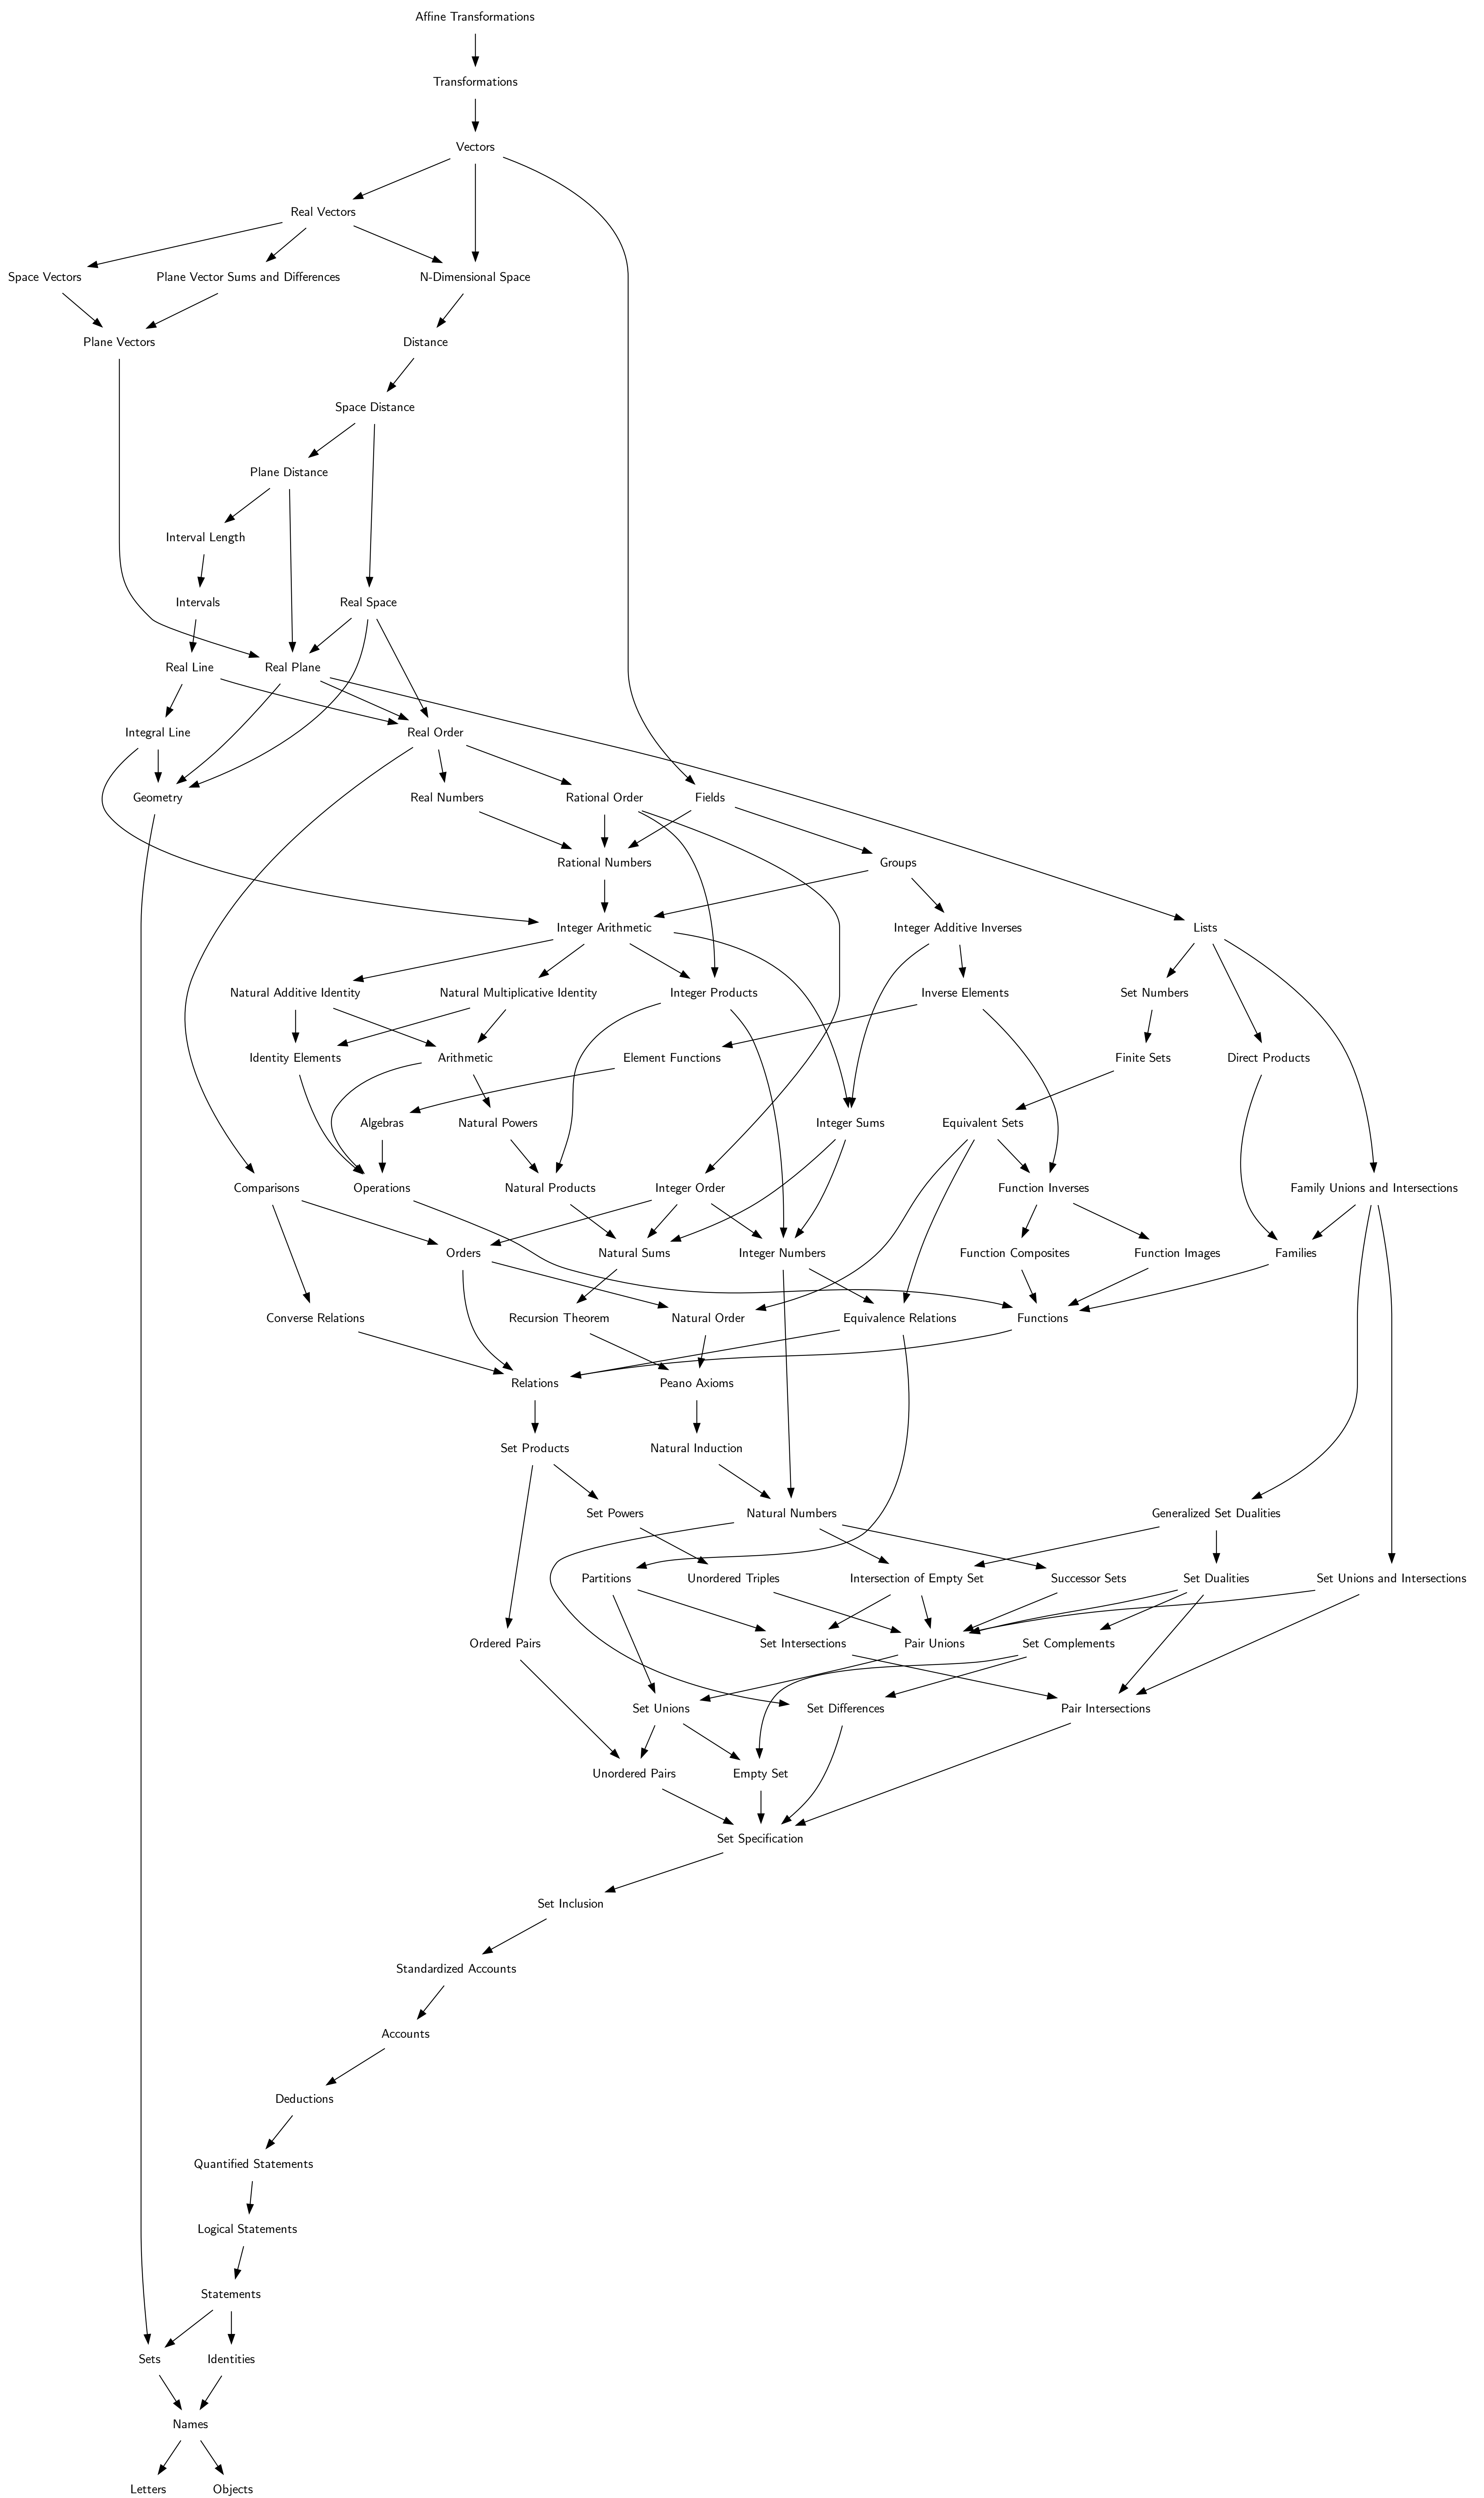 Affine Transformations
Transformations
Vectors
Real Vectors
Space Vectors
Plane Vector Sums and Differences
N-Dimensional Space
Plane Vectors
Distance
Space Distance
Plane Distance
Interval Length
Intervals
Real Space
Real Line
Real Plane
Integral Line
Real Order
Geometry
Real Numbers
Rational Order
Fields
Rational Numbers
Groups
Integer Arithmetic
Integer Additive Inverses
Lists
Natural Additive Identity
Natural Multiplicative Identity
Integer Products
Inverse Elements
Set Numbers
Identity Elements
Arithmetic
Element Functions
Finite Sets
Direct Products
Algebras
Natural Powers
Integer Sums
Equivalent Sets
Comparisons
Operations
Natural Products
Integer Order
Function Inverses
Family Unions and Intersections
Orders
Natural Sums
Integer Numbers
Function Composites
Function Images
Families
Converse Relations
Recursion Theorem
Natural Order
Equivalence Relations
Functions
Relations
Peano Axioms
Set Products
Natural Induction
Set Powers
Natural Numbers
Generalized Set Dualities
Partitions
Unordered Triples
Intersection of Empty Set
Successor Sets
Set Dualities
Set Unions and Intersections
Ordered Pairs
Set Intersections
Pair Unions
Set Complements
Set Unions
Set Differences
Pair Intersections
Unordered Pairs
Empty Set
Set Specification
Set Inclusion
Standardized Accounts
Accounts
Deductions
Quantified Statements
Logical Statements
Statements
Sets
Identities
Names
Letters
Objects